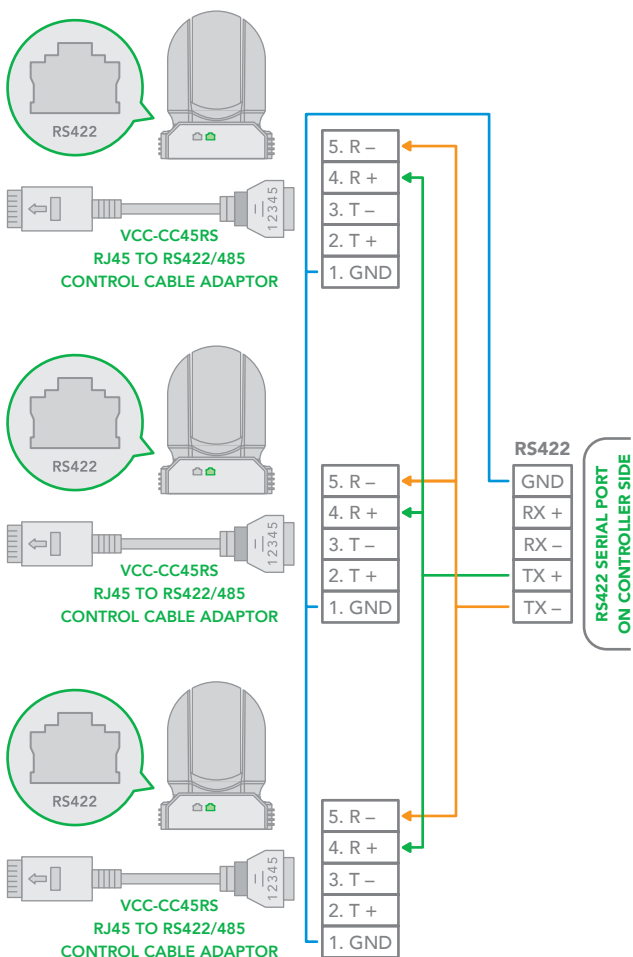 RS422
12345
VCC-CC45RS
RJ45 TO RS422/485
CONTROL CABLE ADAPTOR
5. R –
4. R +
3. T –
2. T +
1. GND
RS422
12345
VCC-CC45RS
RJ45 TO RS422/485
CONTROL CABLE ADAPTOR
5. R –
4. R +
3. T –
2. T +
1. GND
RS422
GND
RX +
RX –
TX +
TX –
RS422 SERIAL PORT
ON CONTROLLER SIDE
RS422
12345
VCC-CC45RS
RJ45 TO RS422/485
CONTROL CABLE ADAPTOR
5. R –
4. R +
3. T –
2. T +
1. GND